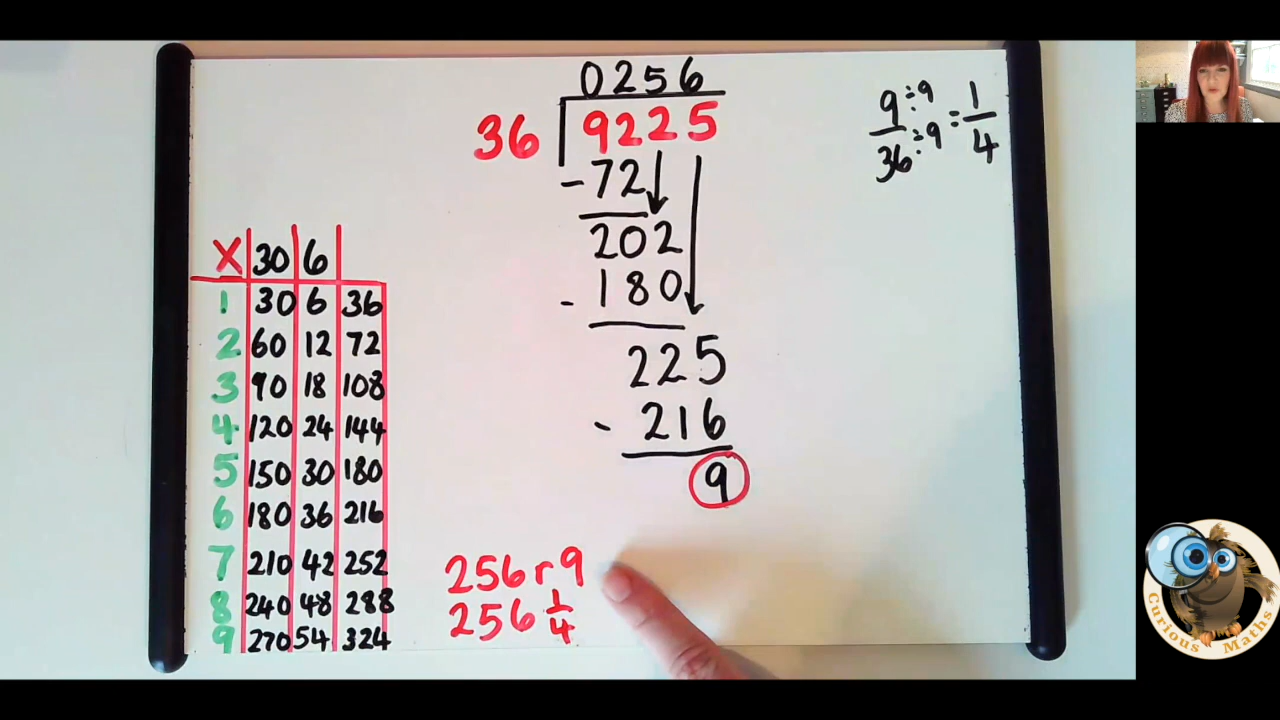 0256
36 9225
-72
202
- 180
225
- 216
9
9 ÷9 = 1
36 ÷9 4
X 30 6
1 30 6 36
2 60 12 72
3 90 18 108
4 120 24 144
5 150 30 180
6 180 36 216
7 210 42 252
8 240 48 288
9 270 54 324
256 r 9
256 1/4
Curious Maths